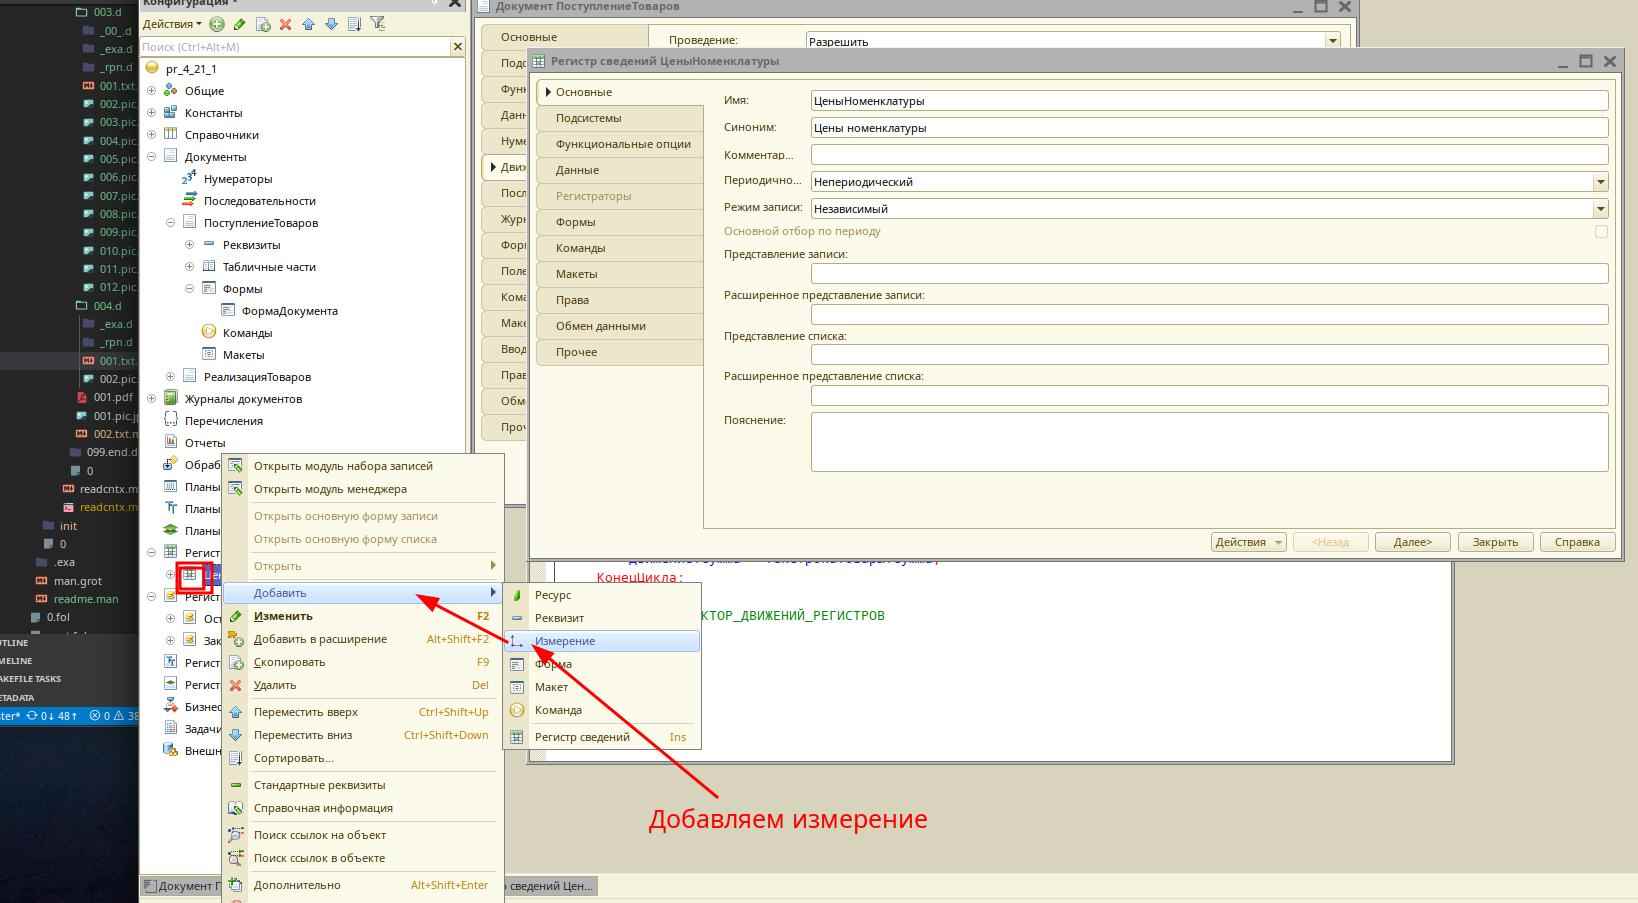 003.d
_00_.d
_exa.d
_rpn.d
001.txt.
002.pic.
003.pic.
004.pic.
005.pic.
006.pic.
007.pic.
008.pic.
009.pic.
010.pic.
011.pic.
012.pic.
004.d
_exa.d
_rpn.d
001.txt.
002.pic.
001.pdf
001.pic.j
002.txt.m
099.end.d
0
readcntx.m
readcntx.m
init
0
.exa
man.grot
readme.man
0.fol
UTLINE
MELINE
AKEFILE TASKS
ETADATA
ster* 0↓ 48↑ 0 38
Конфигурация *
Действия
Поиск (Ctrl+Alt+M)
pr_4_21_1
Общие
Константы
Справочники
Документы
Нумераторы
Последовательности
ПоступлениеТоваров
Реквизиты
Табличные части
Формы
ФормаДокумента
Команды
Макеты
РеализацияТоваров
Журналы документов
Перечисления
Отчеты
Обраб
Планы
Планы
Планы
Регист
Цен
Регист
Ост
Зак
Регист
Регист
Бизнес
Задачи
Внешн
Открыть модуль набора записей
Открыть модуль менеджера
Открыть основную форму записи
Открыть основную форму списка
Открыть
Добавить
Изменить F2
Добавить в расширение Alt+Shift+F2
Скопировать F9
Удалить Del
Переместить вверх Ctrl+Shift+Up
Переместить вниз Ctrl+Shift+Down
Сортировать...
Стандартные реквизиты
Справочная информация
Поиск ссылок на объект
Поиск ссылок в объекте
Дополнительно Alt+Shift+Enter
Ресурс
Реквизит
Измерение
Форма
Макет
Команда
Регистр сведений Ins
Документ ПоступлениеТоваров
Основные
Подс
Функ
Данн
Нуме
Движ
Посл
Журн
Форм
Поле
Кома
Маке
Ввод
Прав
Обм
Проч
Проведение: Разрешить
Регистр сведений ЦеныНоменклатуры
Основные
Подсистемы
Функциональные опции
Данные
Регистраторы
Формы
Команды
Макеты
Права
Обмен данными
Прочее
Имя: ЦеныНоменклатуры
Синоним: Цены номенклатуры
Комментар...
Периодично... Непериодический
Режим записи: Независимый
Основной отбор по периоду
Представление записи:
Расширенное представление записи:
Представление списка:
Расширенное представление списка:
Пояснение:
Действия <Назад Далее> Закрыть Справка
КонецЦикла;
КТОР_ДВИЖЕНИЙ_РЕГИСТРОВ
Добавляем измерение
Документ П
сведений Цен...